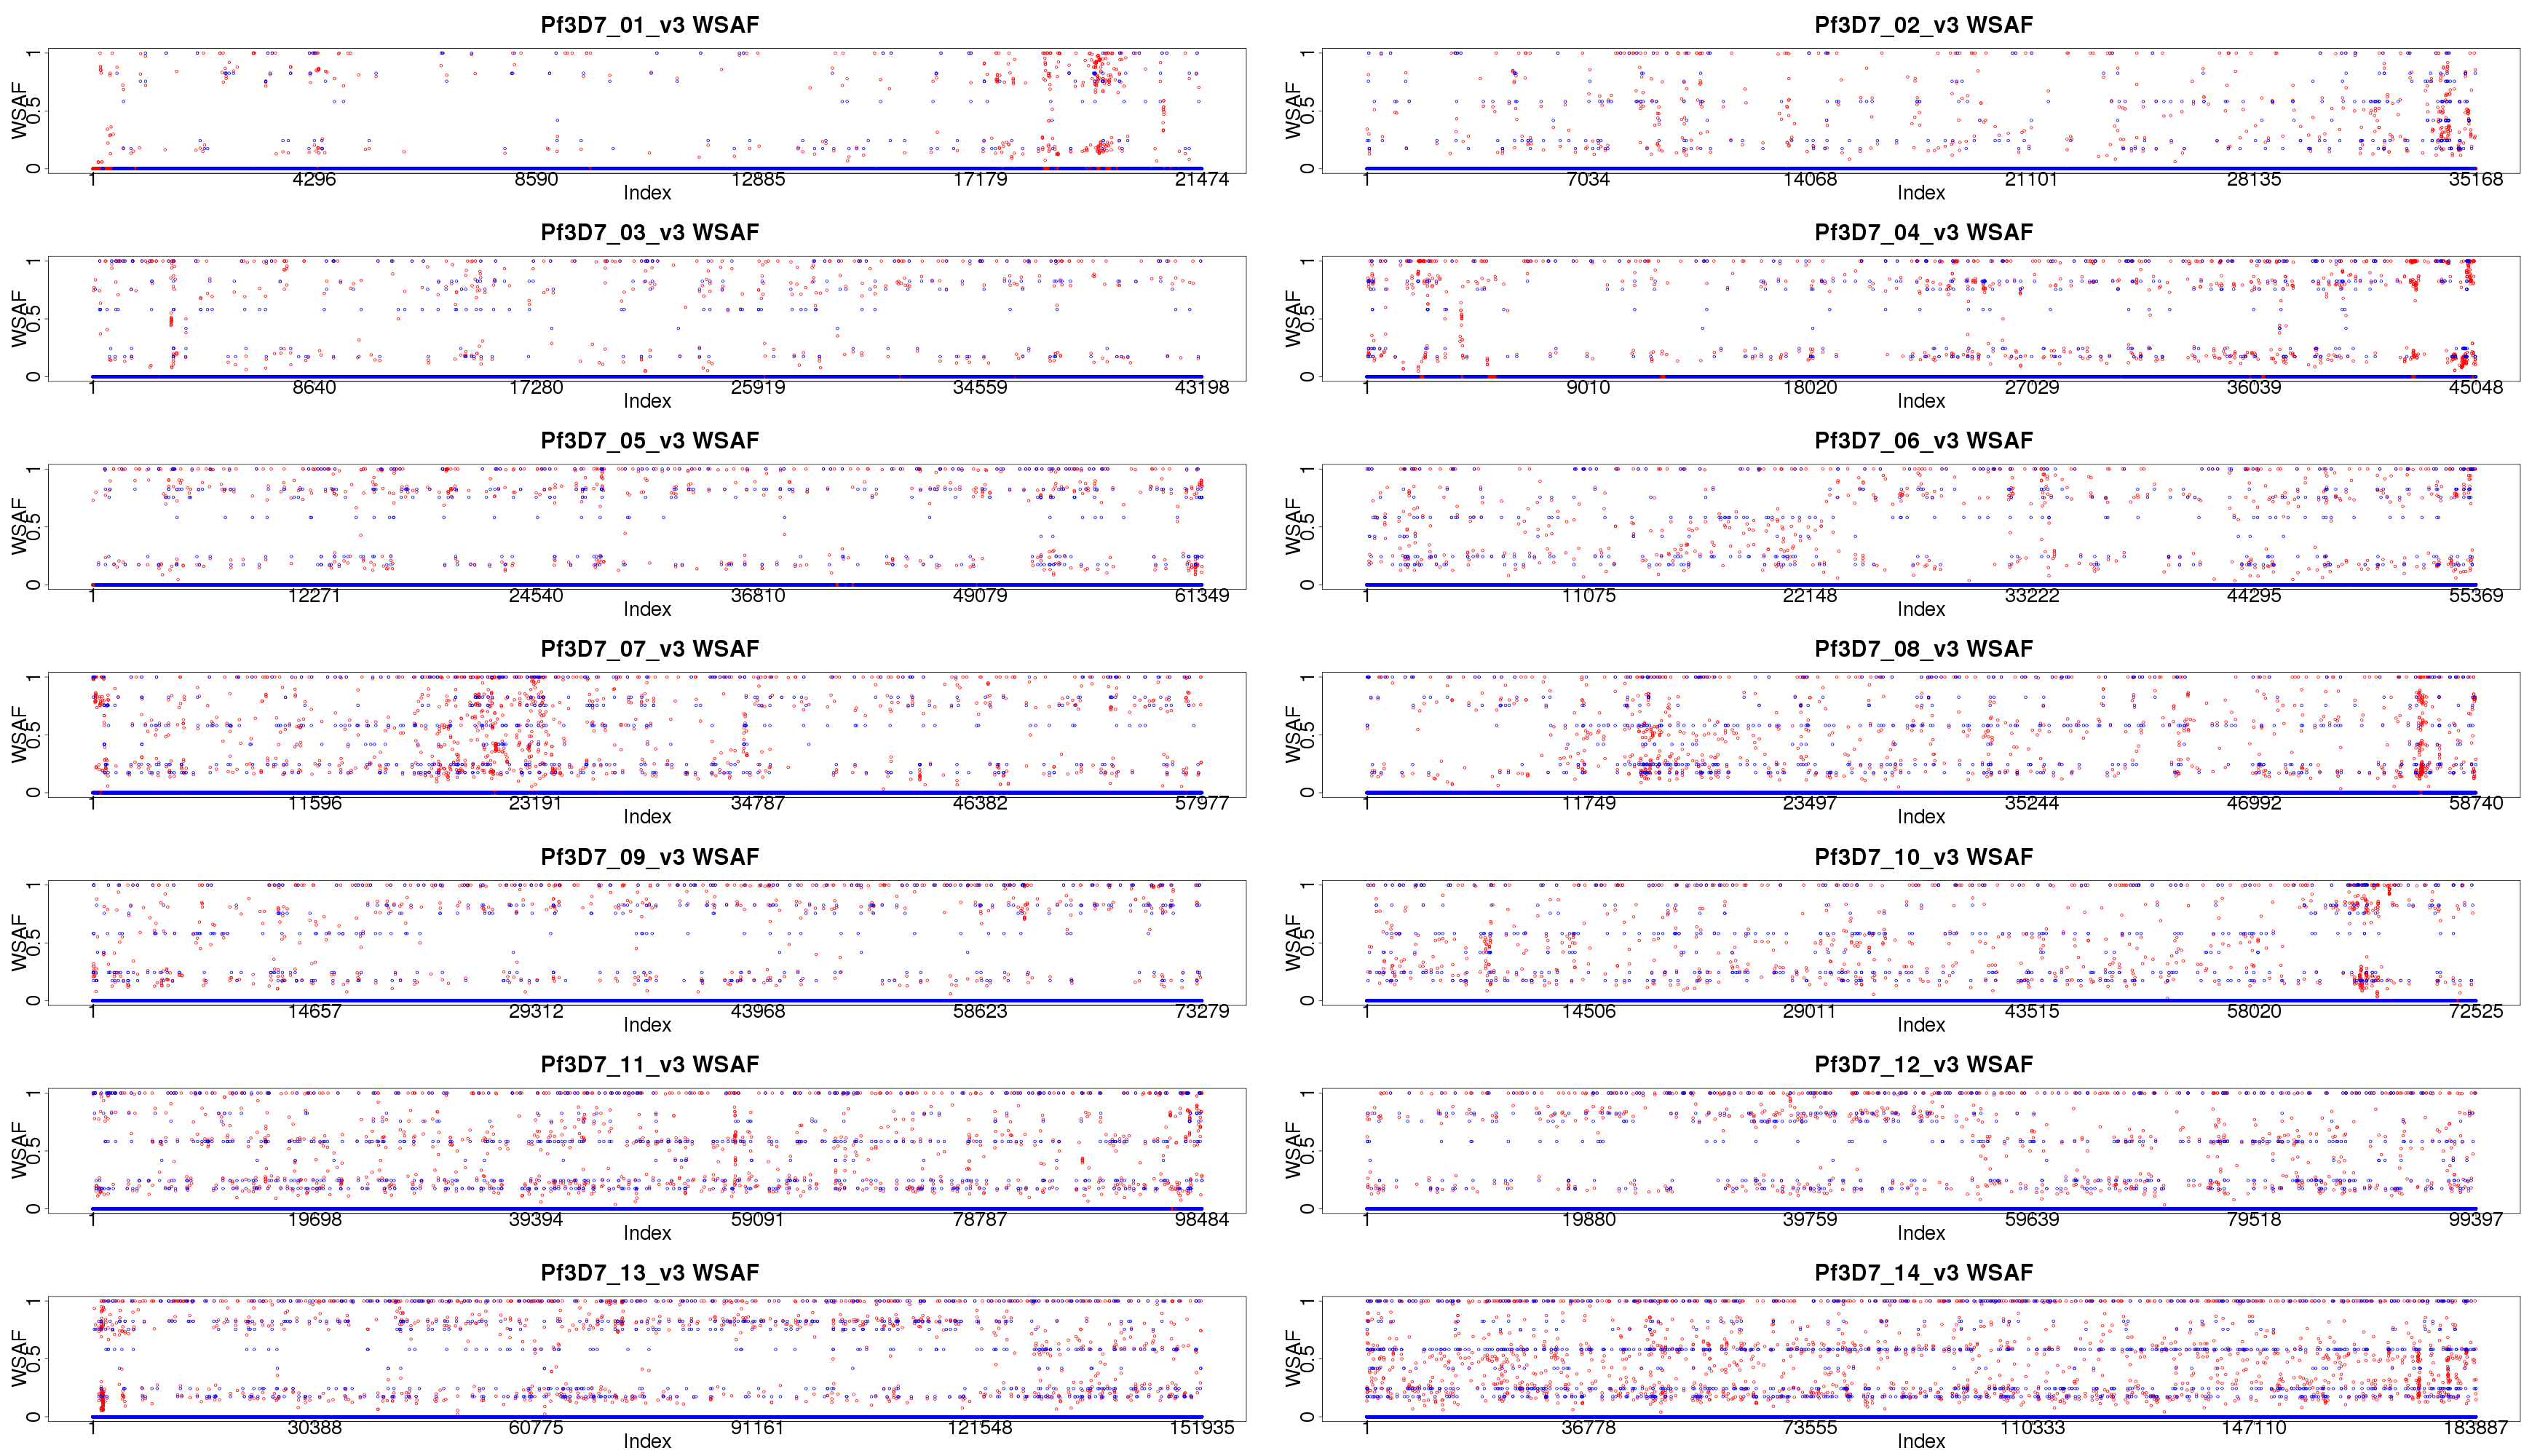 Pf3D7_01_v3 WSAF
WSAF
0 0.5 1
1 4296 8590 12885 17179 21474
Index
Pf3D7_02_v3 WSAF
WSAF
0 0.5 1
1 7034 14068 21101 28135 35168
Index
Pf3D7_03_v3 WSAF
WSAF
0 0.5 1
1 8640 17280 25919 34559 43198
Index
Pf3D7_04_v3 WSAF
WSAF
0 0.5 1
1 9010 18020 27029 36039 45048
Index
Pf3D7_05_v3 WSAF
WSAF
0 0.5 1
1 12271 24540 36810 49079 61349
Index
Pf3D7_06_v3 WSAF
WSAF
0 0.5 1
1 11075 22148 33222 44295 55369
Index
Pf3D7_07_v3 WSAF
WSAF
0 0.5 1
1 11596 23191 34787 46382 57977
Index
Pf3D7_08_v3 WSAF
WSAF
0 0.5 1
1 11749 23497 35244 46992 58740
Index
Pf3D7_09_v3 WSAF
WSAF
0 0.5 1
1 14657 29312 43968 58623 73279
Index
Pf3D7_10_v3 WSAF
WSAF
0 0.5 1
1 14506 29011 43515 58020 72525
Index
Pf3D7_11_v3 WSAF
WSAF
0 0.5 1
1 19698 39394 59091 78787 98484
Index
Pf3D7_12_v3 WSAF
WSAF
0 0.5 1
1 19880 39759 59639 79518 99397
Index
Pf3D7_13_v3 WSAF
WSAF
0 0.5 1
1 30388 60775 91161 121548 151935
Index
Pf3D7_14_v3 WSAF
WSAF
0 0.5 1
1 36778 73555 110333 147110 183887
Index